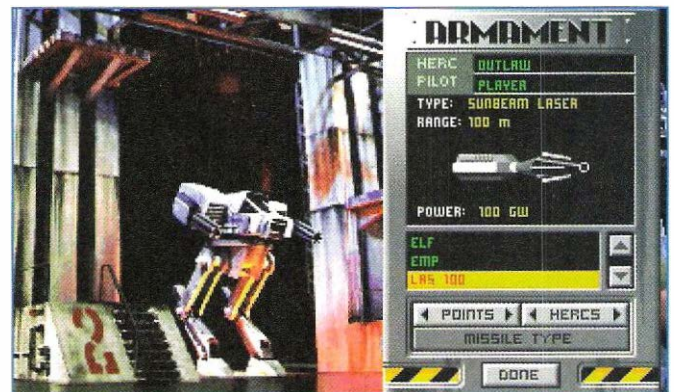 2
ARMAMENT
HERC OUTLAW
PILOT PLAYER
TYPE: SUNBEAM LASER
RANGE: 100 m
POWER: 100 GW
ELF
EMP
LAS 100
POINTS HERCS
MISSILE TYPE
DONE